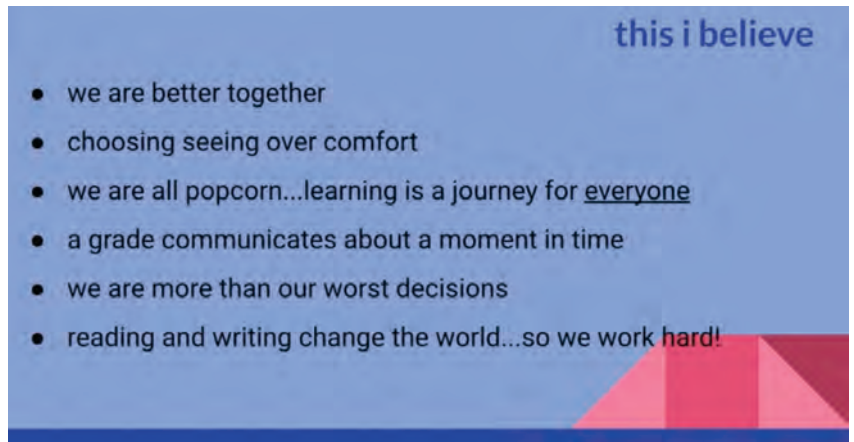 this i believe
● we are better together
● choosing seeing over comfort
● we are all popcorn...learning is a journey for everyone
● a grade communicates about a moment in time
● we are more than our worst decisions
● reading and writing change the world...so we work hard!